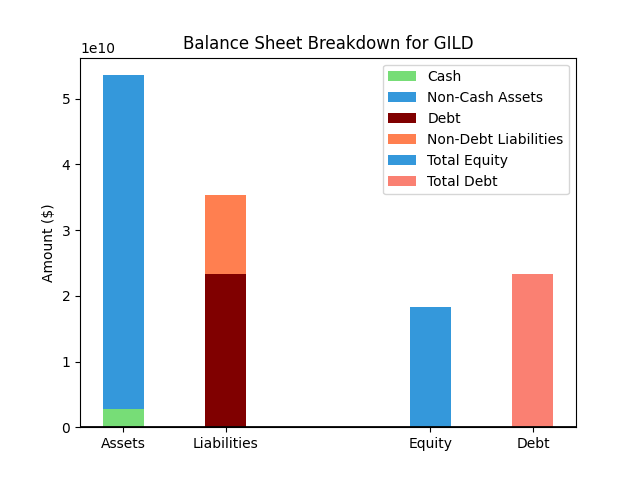 Balance Sheet Breakdown for GILD
1e10
Cash
Non-Cash Assets
Debt
Non-Debt Liabilities
Total Equity
Total Debt
Amount ($)
5
4
3
2
1
0
Assets
Liabilities
Equity
Debt